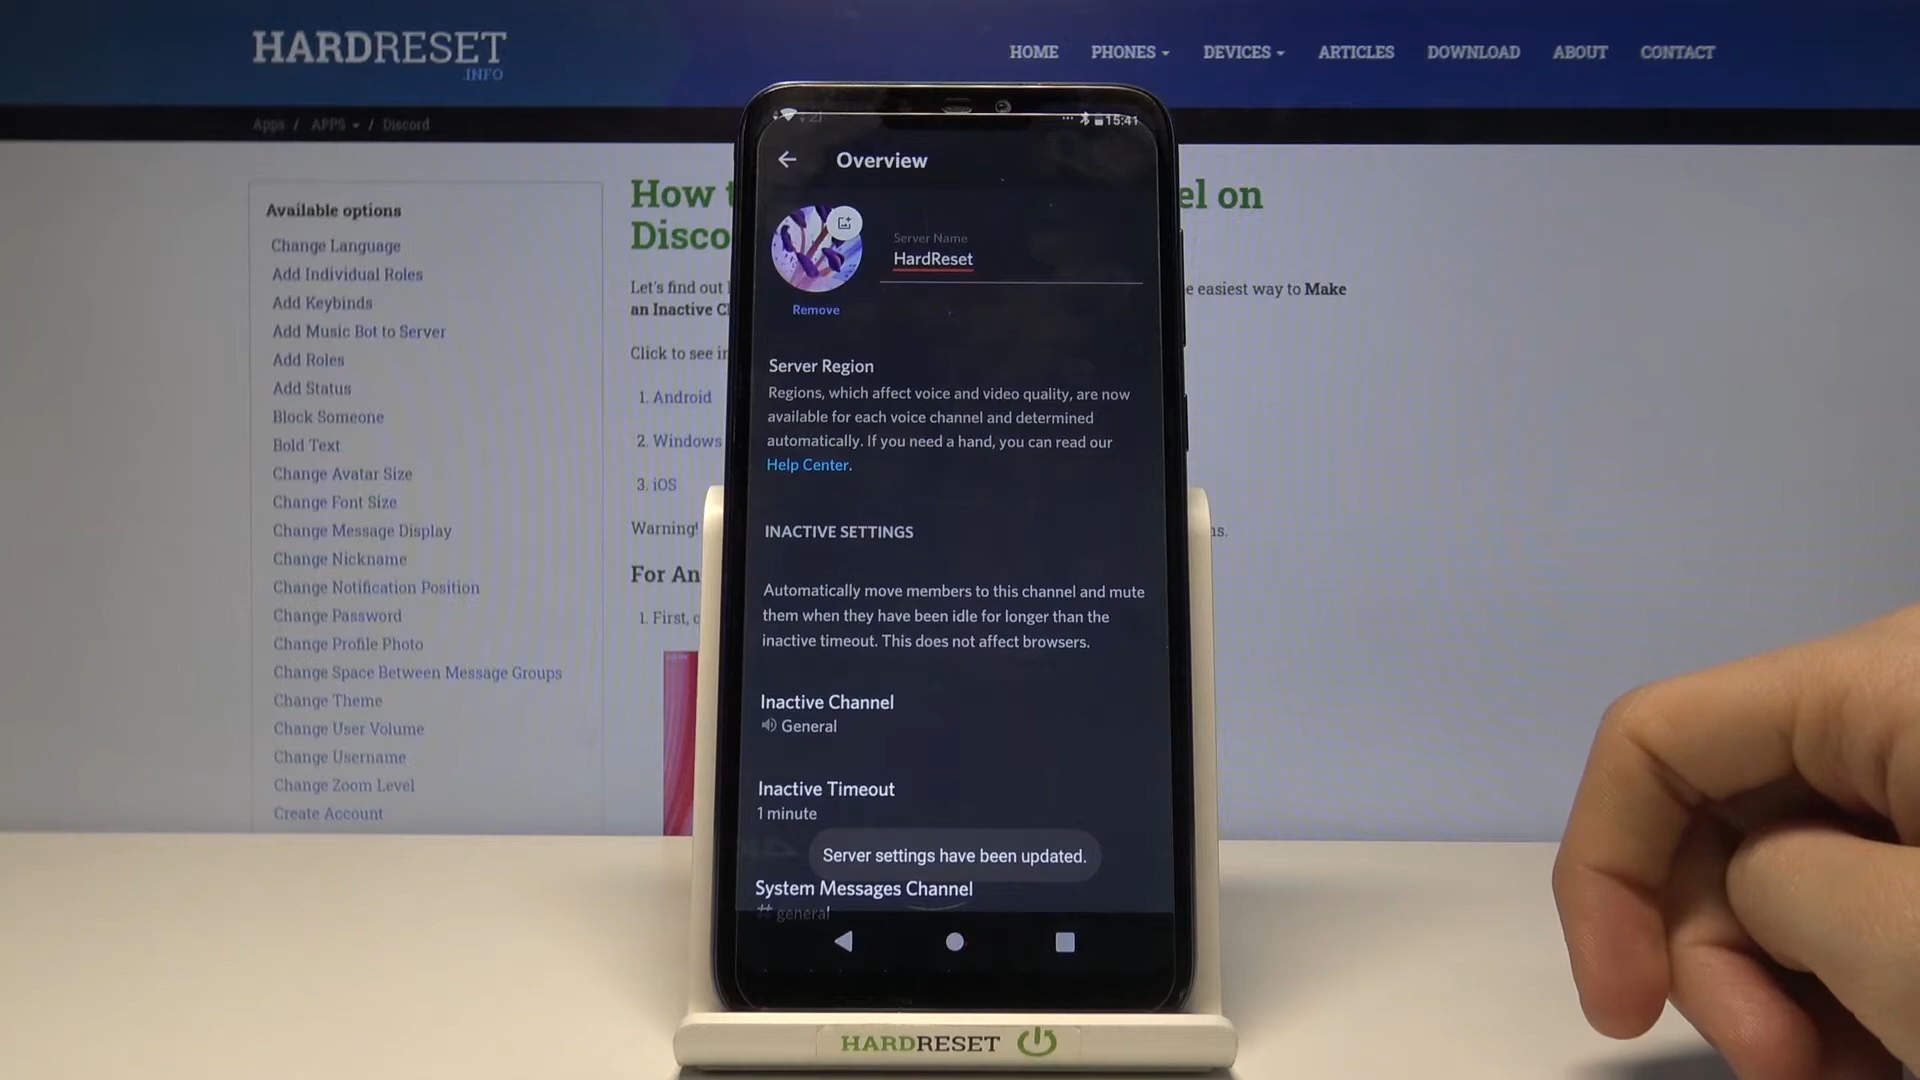 HARDRESET
.INFO
HOME PHONES DEVICES ARTICLES DOWNLOAD ABOUT CONTACT
Apps / APPS / Discord
Available options
Change Language
Add Individual Roles
Add Keybinds
Add Music Bot to Server
Add Roles
Add Status
Block Someone
Bold Text
Change Avatar Size
Change Font Size
Change Message Display
Change Nickname
Change Notification Position
Change Password
Change Profile Photo
Change Space Between Message Groups
Change Theme
Change User Volume
Change Username
Change Zoom Level
Create Account
How
el on
Disco
Let's find out
e easiest way to Make
an Inactive
Click to see
1. Android
2. Windows
3. iOS
Warning!
ns.
For An
1. First,
15:41
Overview
Server Name
HardReset
Remove
Server Region
Regions, which affect voice and video quality, are now
available for each voice channel and determined
automatically. If you need a hand, you can read our
Help Center.
INACTIVE SETTINGS
Automatically move members to this channel and mute
them when they have been idle for longer than the
inactive timeout. This does not affect browsers.
Inactive Channel
General
Inactive Timeout
1 minute
Server settings have been updated.
System Messages Channel
# general
HARDRESET